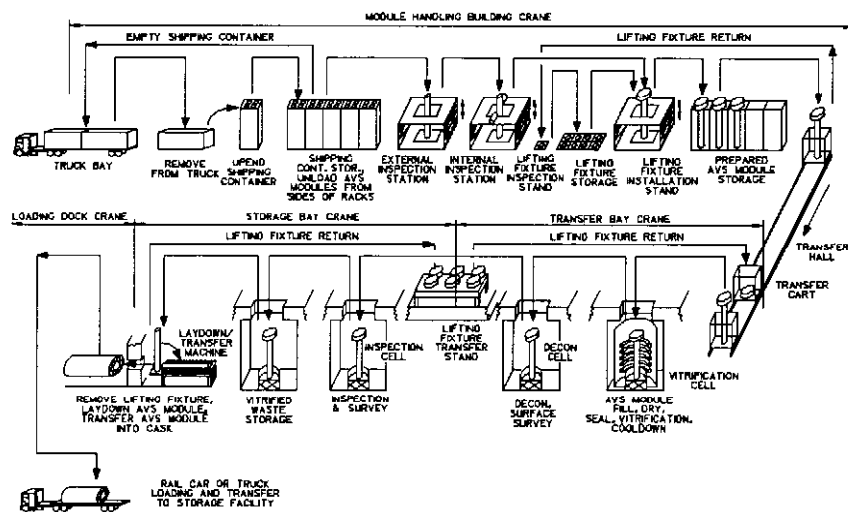 MODULE HANDLING BUILDING CRANE
EMPTY SHIPPING CONTAINER
LIFTING FIXTURE RETURN
TRUCK BAY
REMOVE
FROM TRUCK
UPEND
SHIPPING
CONTAINER
SHIPPING
CONT. STOR.,
UNLOAD AVS
MODULES FROM
SIDES OF RACKS
EXTERNAL
INSPECTION
STATION
INTERNAL
INSPECTION
STATION
LIFTING
FIXTURE
INSPECTION
STAND
LIFTING
FIXTURE
STORAGE
LIFTING
FIXTURE
INSTALLATION
STAND
PREPARED
AVS MODULE
STORAGE
LOADING DOCK CRANE
STORAGE BAY CRANE
TRANSFER BAY CRANE
LIFTING FIXTURE RETURN
LIFTING FIXTURE RETURN
TRANSFER
HALL
TRANSFER
CART
LAYDOWN/
TRANSFER
MACHINE
INSPECTION
CELL
LIFTING
FIXTURE
TRANSFER
STAND
DECON
CELL
VITRIFICATION
CELL
REMOVE LIFTING FIXTURE,
LAYDOWN AVS MODULE,
TRANSFER AVS MODULE
INTO CASK
VITRIFIED
WASTE
STORAGE
INSPECTION
& SURVEY
DECON,
SURFACE
SURVEY
AVS MODULE
FILL, DRY,
SEAL, VITRIFICATION,
COOLDOWN
RAIL CAR OR TRUCK
LOADING AND TRANSFER
TO STORAGE FACILITY